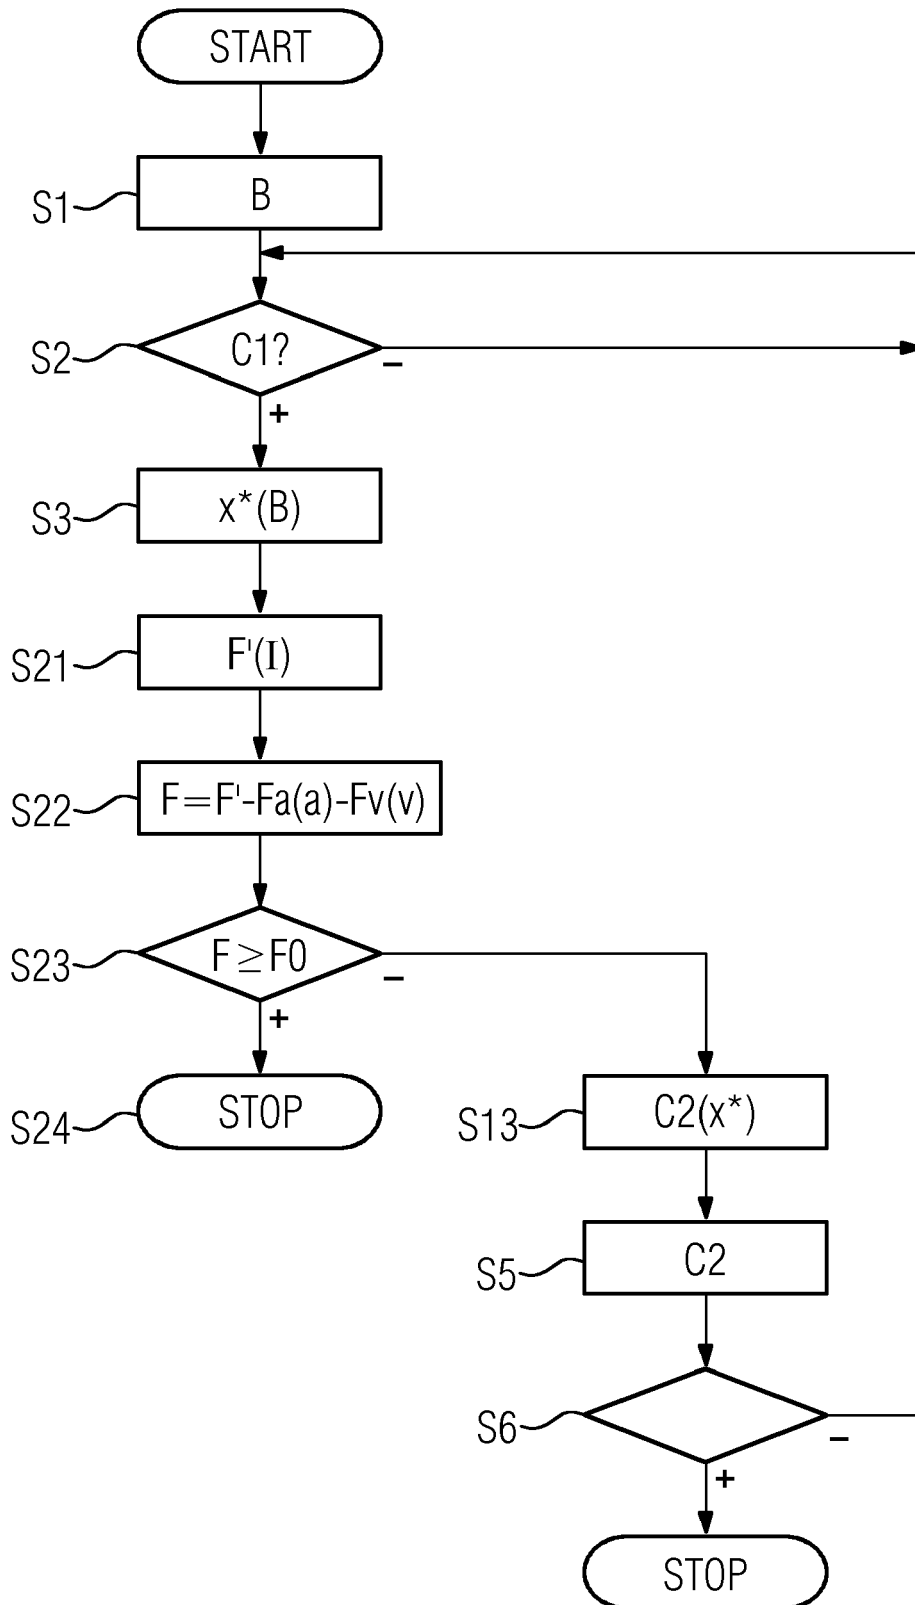 START
S1
B
S2
C1?
–
+
S3
x*(B)
S21
F'(I)
S22
F=F'-Fa(a)-Fv(v)
S23
F≥F0
–
+
S24
STOP
S13
C2(x*)
S5
C2
S6
–
+
STOP